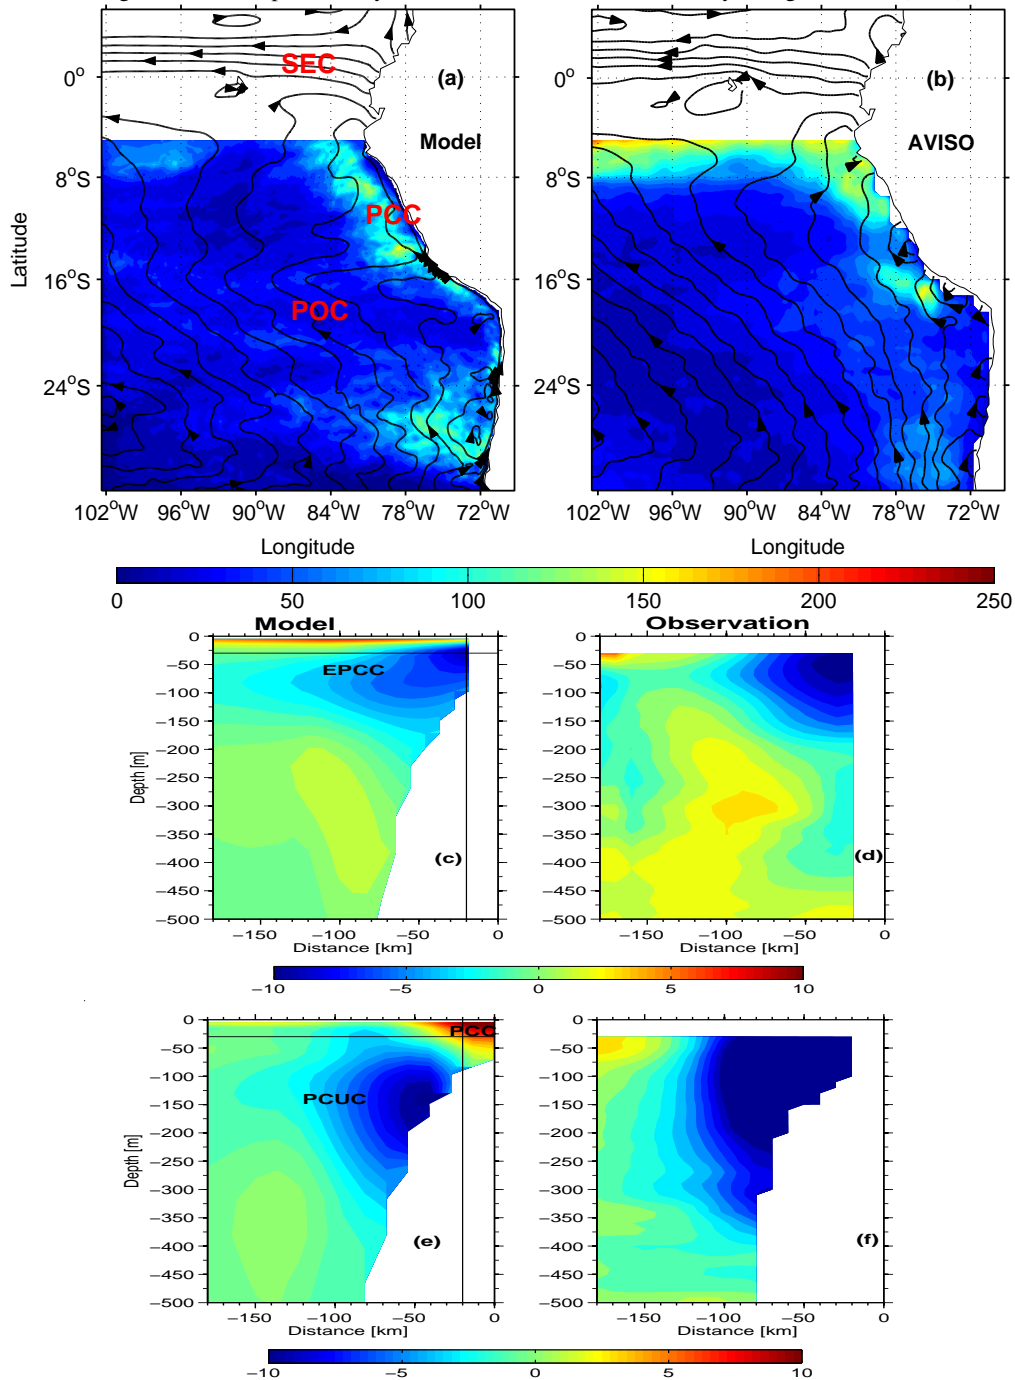 SEC
(a)
(b)
0°
0°
Model
AVISO
8°S
8°S
PCC
Latitude
16°S
16°S
POC
24°S
24°S
102°W 96°W 90°W 84°W 78°W 72°W
102°W 96°W 90°W 84°W 78°W 72°W
Longitude
Longitude
0 50 100 150 200 250
Model
Observation
0
−50
−100
−150
−200
−250
−300
−350
−400
−450
−500
Depth [m]
EPCC
(c)
−150 −100 −50 0
Distance [km]
0
−50
−100
−150
−200
−250
−300
−350
−400
−450
−500
(d)
−150 −100 −50 0
Distance [km]
−10 −5 0 5 10
0
−50
−100
−150
−200
−250
−300
−350
−400
−450
−500
Depth [m]
PCC
PCUC
(e)
−150 −100 −50 0
Distance [km]
0
−50
−100
−150
−200
−250
−300
−350
−400
−450
−500
(f)
−150 −100 −50 0
Distance [km]
−10 −5 0 5 10